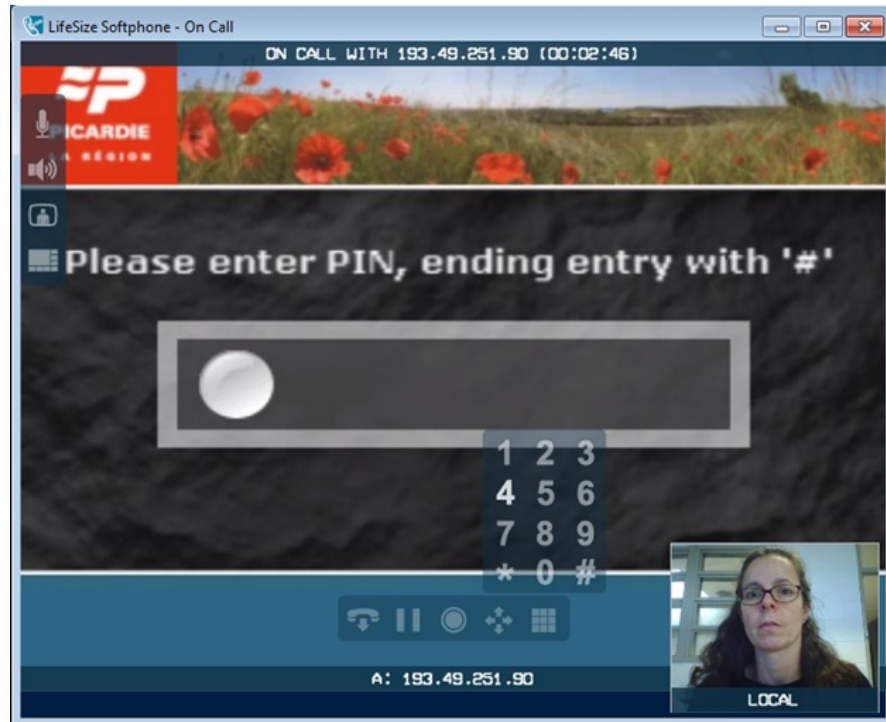 LifeSize Softphone - On Call
ON CALL WITH 193.49.251.90 (00:02:46)
PICARDIE
LA RÉGION
Please enter PIN, ending entry with '#'
1 2 3
4 5 6
7 8 9
* 0 #
A: 193.49.251.90
LOCAL